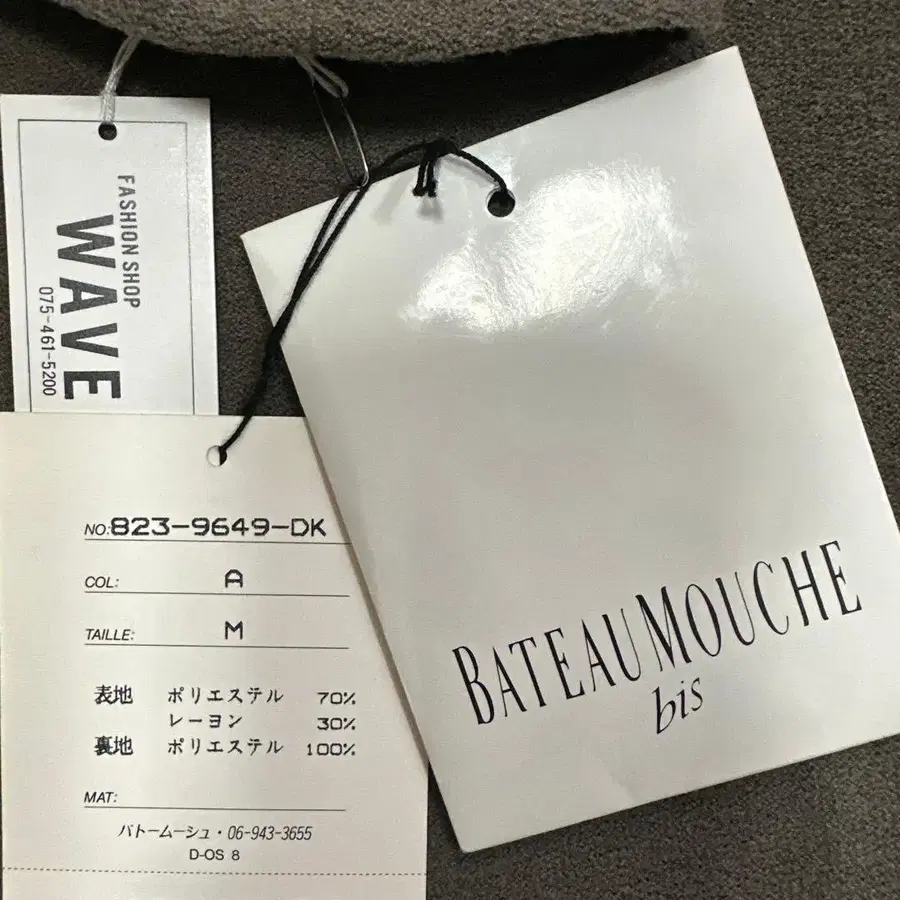 FASHION SHOP
WAVE
075-461-5200
NO:823-9649-DK
COL: A
TAILLE: M
表地 ポリエステル 70%
レーヨン 30%
裏地 ポリエステル 100%
MAT:
バトームーシュ・06-943-3655
D-OS 8
BATEAU MOUCHE
bis